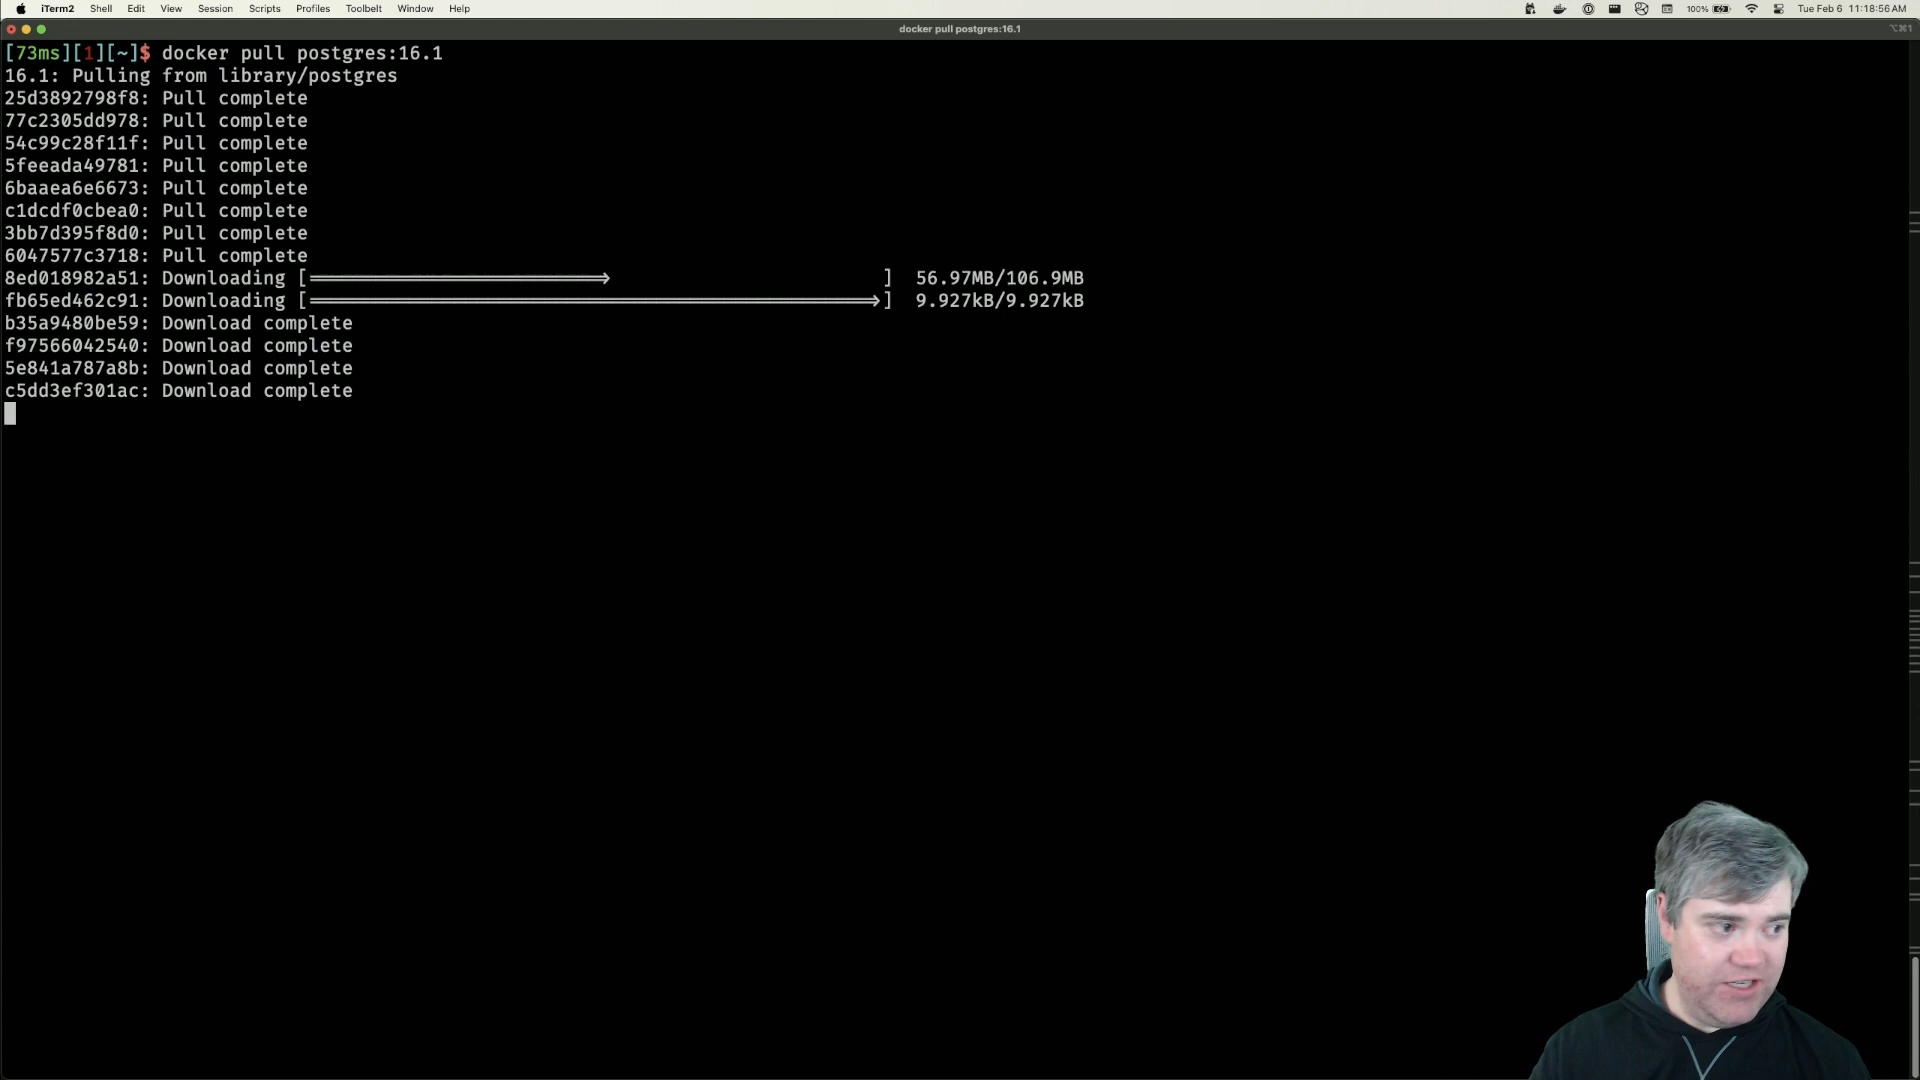 iTerm2 Shell Edit View Session Scripts Profiles Toolbelt Window Help 100% Tue Feb 6 11:18:56 AM
docker pull postgres:16.1 ⌥⌘1
[73ms][1][~]$ docker pull postgres:16.1
16.1: Pulling from library/postgres
25d3892798f8: Pull complete
77c2305dd978: Pull complete
54c99c28f11f: Pull complete
5feeada49781: Pull complete
6baaea6e6673: Pull complete
c1dcdf0cbea0: Pull complete
3bb7d395f8d0: Pull complete
6047577c3718: Pull complete
8ed018982a51: Downloading [==========================>                        ]  56.97MB/106.9MB
fb65ed462c91: Downloading [==================================================>]  9.927kB/9.927kB
b35a9480be59: Download complete
f97566042540: Download complete
5e841a787a8b: Download complete
c5dd3ef301ac: Download complete